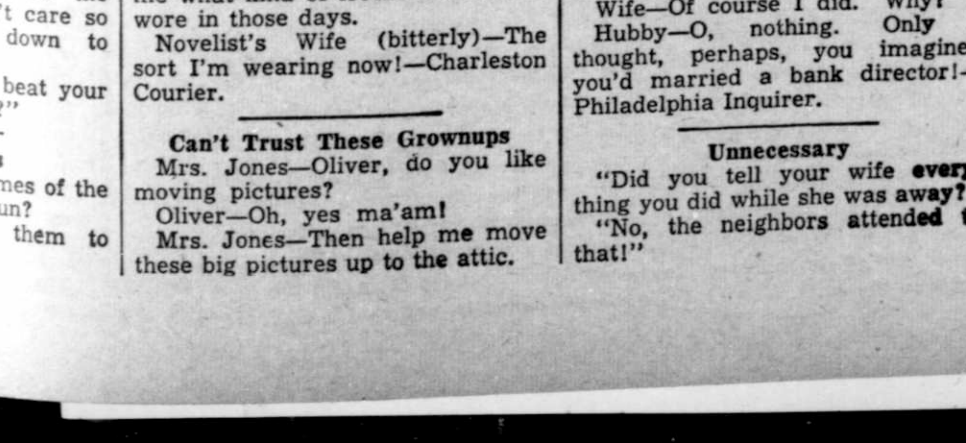 't care so
down to
beat your
?"
mes of the
un?
them to
wore in those days.
Novelist's Wife (bitterly)—The
sort I'm wearing now!—Charleston
Courier.
Can't Trust These Grownups
Mrs. Jones—Oliver, do you like
moving pictures?
Oliver—Oh, yes ma'am!
Mrs. Jones—Then help me move
these big pictures up to the attic.
Wife—Of course I did. Why?
Hubby—O, nothing. Only
thought, perhaps, you imagine
you'd married a bank director!—
Philadelphia Inquirer.
Unnecessary
"Did you tell your wife every
thing you did while she was away?
"No, the neighbors attended t
that!"